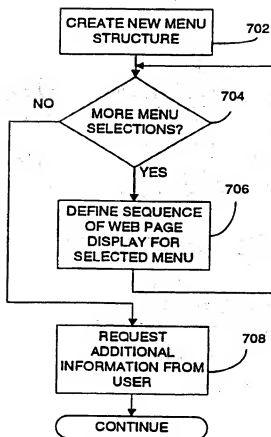 CREATE NEW MENU
STRUCTURE
702
NO
MORE MENU
SELECTIONS?
704
YES
DEFINE SEQUENCE
OF WEB PAGE
DISPLAY FOR
SELECTED MENU
706
REQUEST
ADDITIONAL
INFORMATION FROM
USER
708
CONTINUE